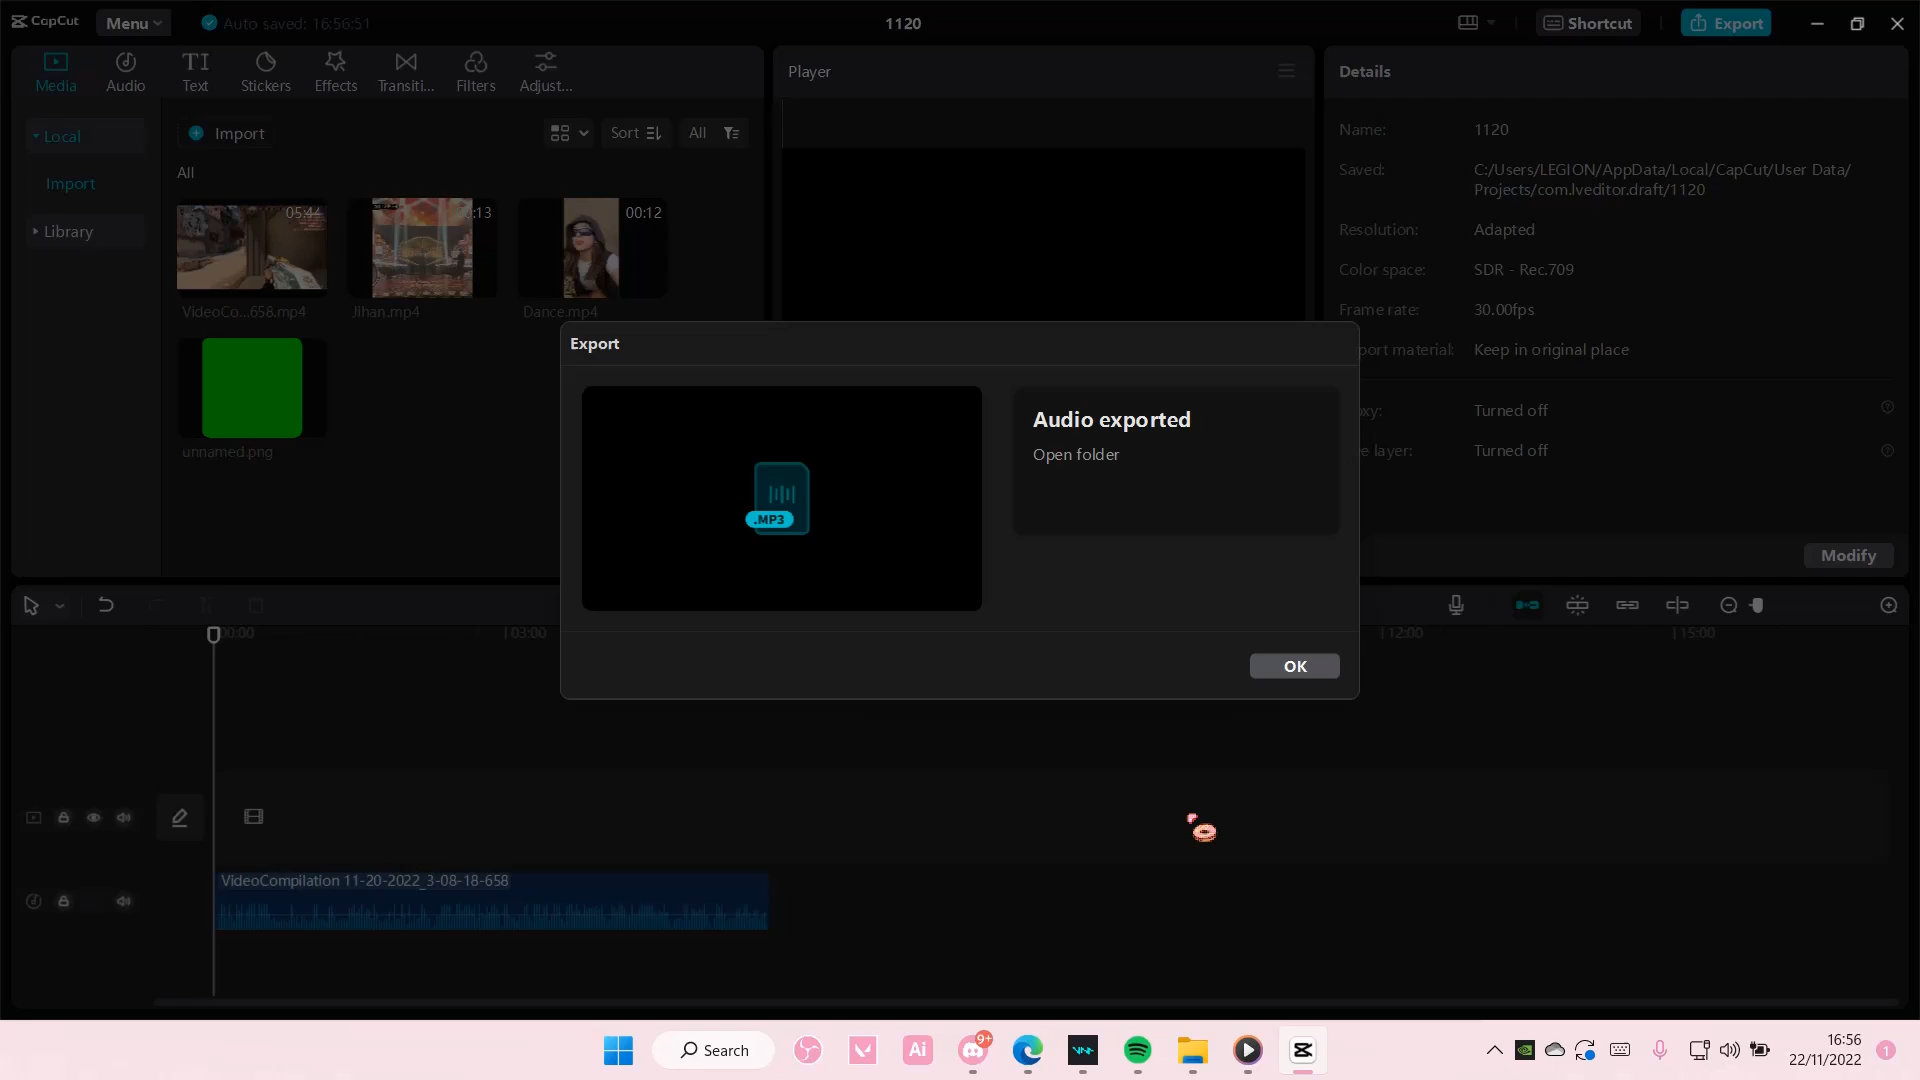 CapCut
Menu
Auto saved: 16:56:51
1120
Shortcut
Export
Media
Audio
Text
Stickers
Effects
Transiti...
Filters
Adjust...
Player
Details
Local
Import
Library
Import
Sort
All
All
05:44
VideoCo...658.mp4
:13
Jihan.mp4
00:12
Dance.mp4
unnamed.png
Name:
1120
Saved:
C:/Users/LEGION/AppData/Local/CapCut/User Data/
Projects/com.lveditor.draft/1120
Resolution:
Adapted
Color space:
SDR - Rec.709
Frame rate:
30.00fps
port material:
Keep in original place
xy:
Turned off
e layer:
Turned off
Modify
Export
.MP3
Audio exported
Open folder
OK
00:00
03:00
12:00
15:00
VideoCompilation 11-20-2022_3-08-18-658
Search
Ai
9+
16:56
22/11/2022
1